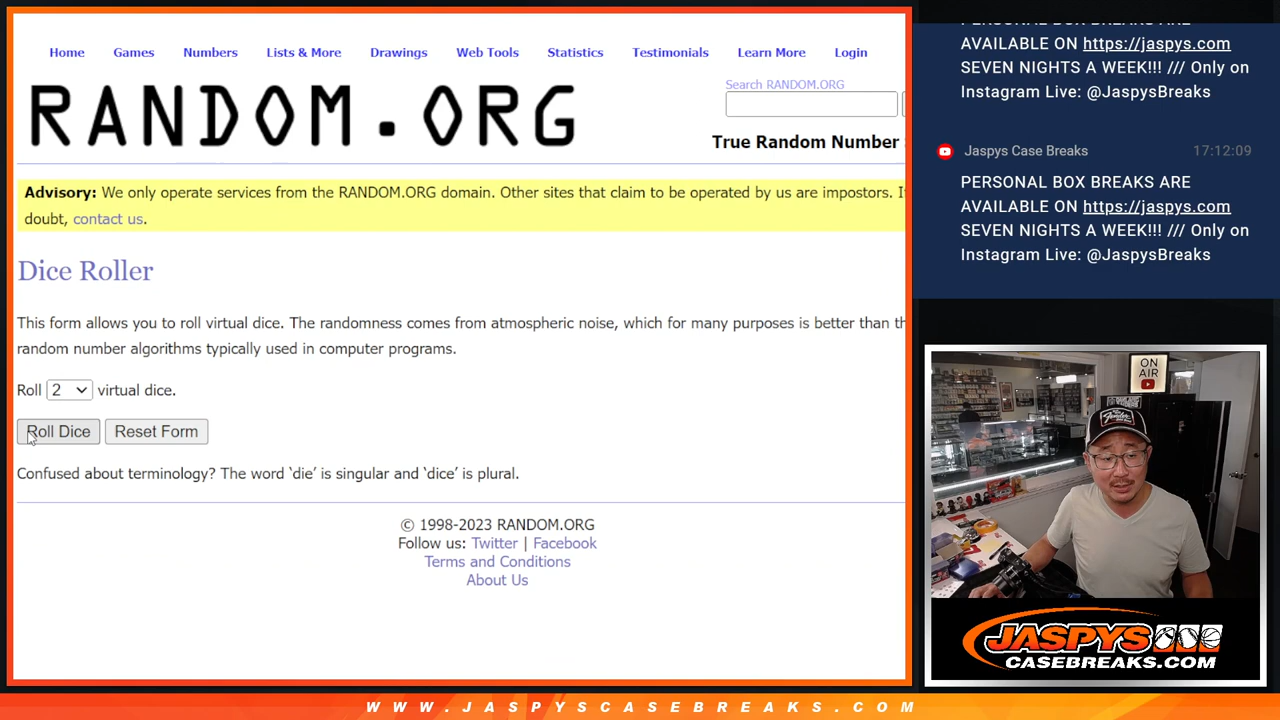 Home Games Numbers Lists & More Drawings Web Tools Statistics Testimonials Learn More Login
RANDOM.ORG
Search RANDOM.ORG
True Random Number
Advisory: We only operate services from the RANDOM.ORG domain. Other sites that claim to be operated by us are impostors. I
doubt, contact us.
Dice Roller
This form allows you to roll virtual dice. The randomness comes from atmospheric noise, which for many purposes is better than th
random number algorithms typically used in computer programs.
Roll 2 virtual dice.
Roll Dice Reset Form
Confused about terminology? The word ‘die’ is singular and ‘dice’ is plural.
© 1998-2023 RANDOM.ORG
Follow us: Twitter | Facebook
Terms and Conditions
About Us
PERSONAL BOX BREAKS ARE
AVAILABLE ON https://jaspys.com
SEVEN NIGHTS A WEEK!!! /// Only on
Instagram Live: @JaspysBreaks
Jaspys Case Breaks 17:12:09
PERSONAL BOX BREAKS ARE
AVAILABLE ON https://jaspys.com
SEVEN NIGHTS A WEEK!!! /// Only on
Instagram Live: @JaspysBreaks
ON
AIR
Fender
JASPYS
CASEBREAKS.COM
WWW.JASPYSCASEBREAKS.COM